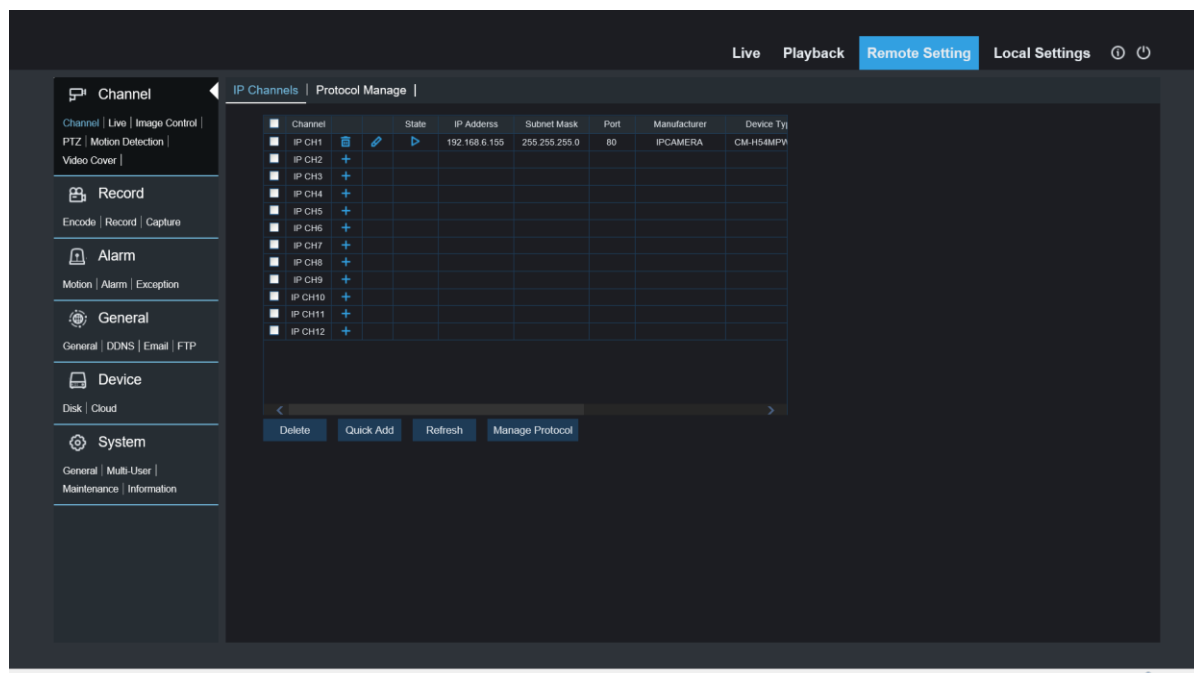 Live Playback Remote Setting Local Settings
Channel
Channel | Live | Image Control |
PTZ | Motion Detection |
Video Cover |
Record
Encode | Record | Capture
Alarm
Motion | Alarm | Exception
General
General | DDNS | Email | FTP
Device
Disk | Cloud
System
General | Multi-User |
Maintenance | Information
IP Channels | Protocol Manage |
Channel State IP Adderss Subnet Mask Port Manufacturer Device Typ
IP CH1 192.168.6.155 255.255.255.0 80 IPCAMERA CM-H54MPW
IP CH2 +
IP CH3 +
IP CH4 +
IP CH5 +
IP CH6 +
IP CH7 +
IP CH8 +
IP CH9 +
IP CH10 +
IP CH11 +
IP CH12 +
Delete Quick Add Refresh Manage Protocol